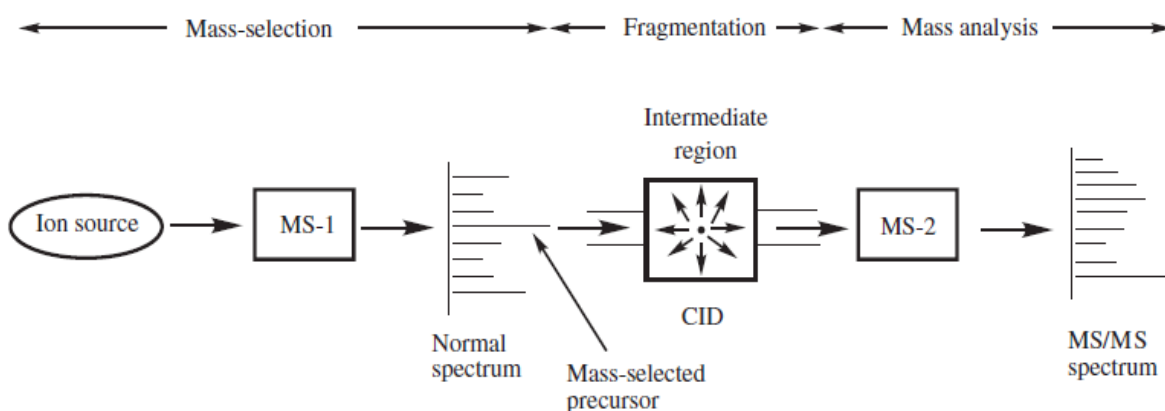 Mass-selection
Fragmentation
Mass analysis
Intermediate
region
Ion source
MS-1
MS-2
CID
Normal
spectrum
Mass-selected
precursor
MS/MS
spectrum